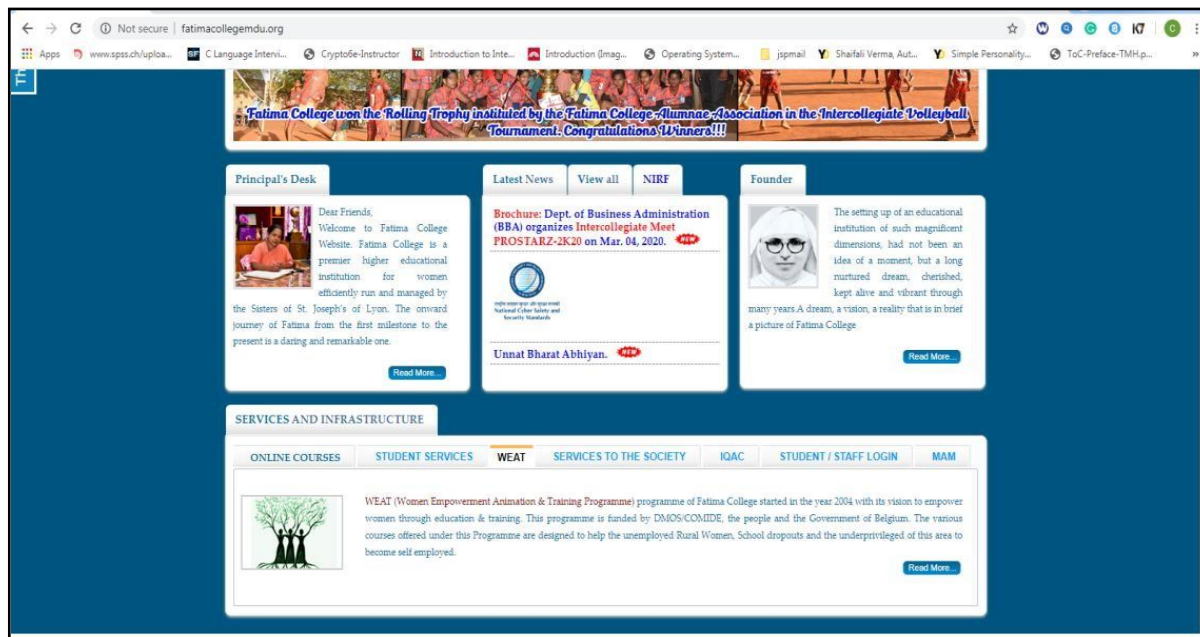 Not secure | fatimacollegemdu.org
Apps www.spss.ch/uploa... C Language Intervi... Crypto6e-Instructor Introduction to Inte... Introduction (Imag... Operating System... jspmail Shaifali Verma, Aut... Simple Personality... ToC-Preface-TMH.p... »
Fatima College won the Rolling Trophy instituted by the Fatima College Alumnae Association in the Intercollegiate Volleyball
Tournament. Congratulations Winners!!!
Principal's Desk
Dear Friends,
Welcome to Fatima College
Website. Fatima College is a
premier higher educational
institution for women
efficiently run and managed by
the Sisters of St. Joseph's of Lyon. The onward
journey of Fatima from the first milestone to the
present is a daring and remarkable one.
Read More...
Latest News View all NIRF
Brochure: Dept. of Business Administration
(BBA) organizes Intercollegiate Meet
PROSTARZ-2K20 on Mar. 04, 2020. NEW
National Cyber Safety and
Security Standards
Unnat Bharat Abhiyan. NEW
Founder
The setting up of an educational
institution of such magnificent
dimensions, had not been an
idea of a moment, but a long
nurtured dream, cherished,
kept alive and vibrant through
many years.A dream, a vision, a reality that is in brief
a picture of Fatima College
Read More...
SERVICES AND INFRASTRUCTURE
ONLINE COURSES STUDENT SERVICES WEAT SERVICES TO THE SOCIETY IQAC STUDENT / STAFF LOGIN MAM
WEAT (Women Empowerment Animation & Training Programme) programme of Fatima College started in the year 2004 with its vision to empower
women through education & training. This programme is funded by DMOS/COMIDE, the people and the Government of Belgium. The various
courses offered under this Programme are designed to help the unemployed Rural Women, School dropouts and the underprivileged of this area to
become self employed.
Read More...